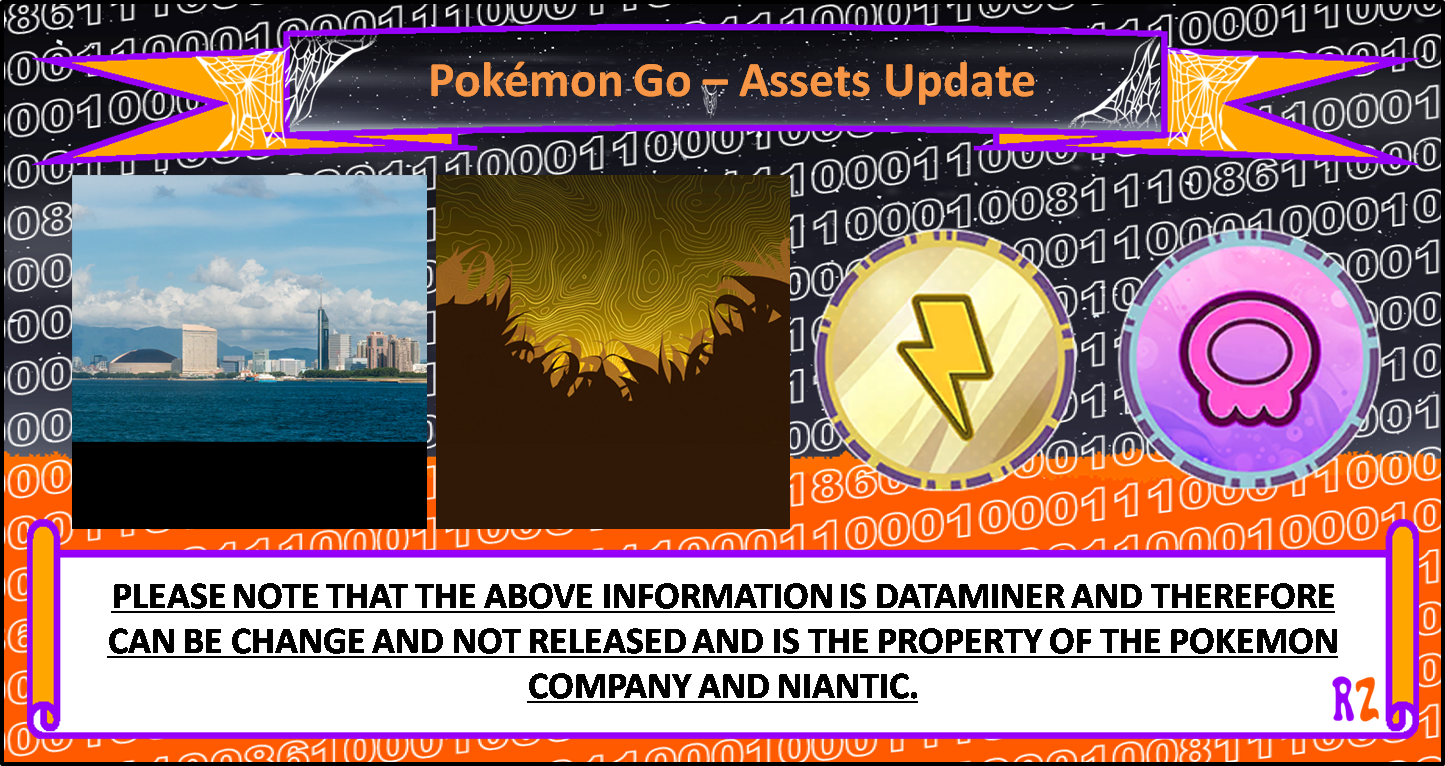 Pokémon Go – Assets Update
PLEASE NOTE THAT THE ABOVE INFORMATION IS DATAMINER AND THEREFORE
CAN BE CHANGE AND NOT RELEASED AND IS THE PROPERTY OF THE POKEMON
COMPANY AND NIANTIC.
RZ